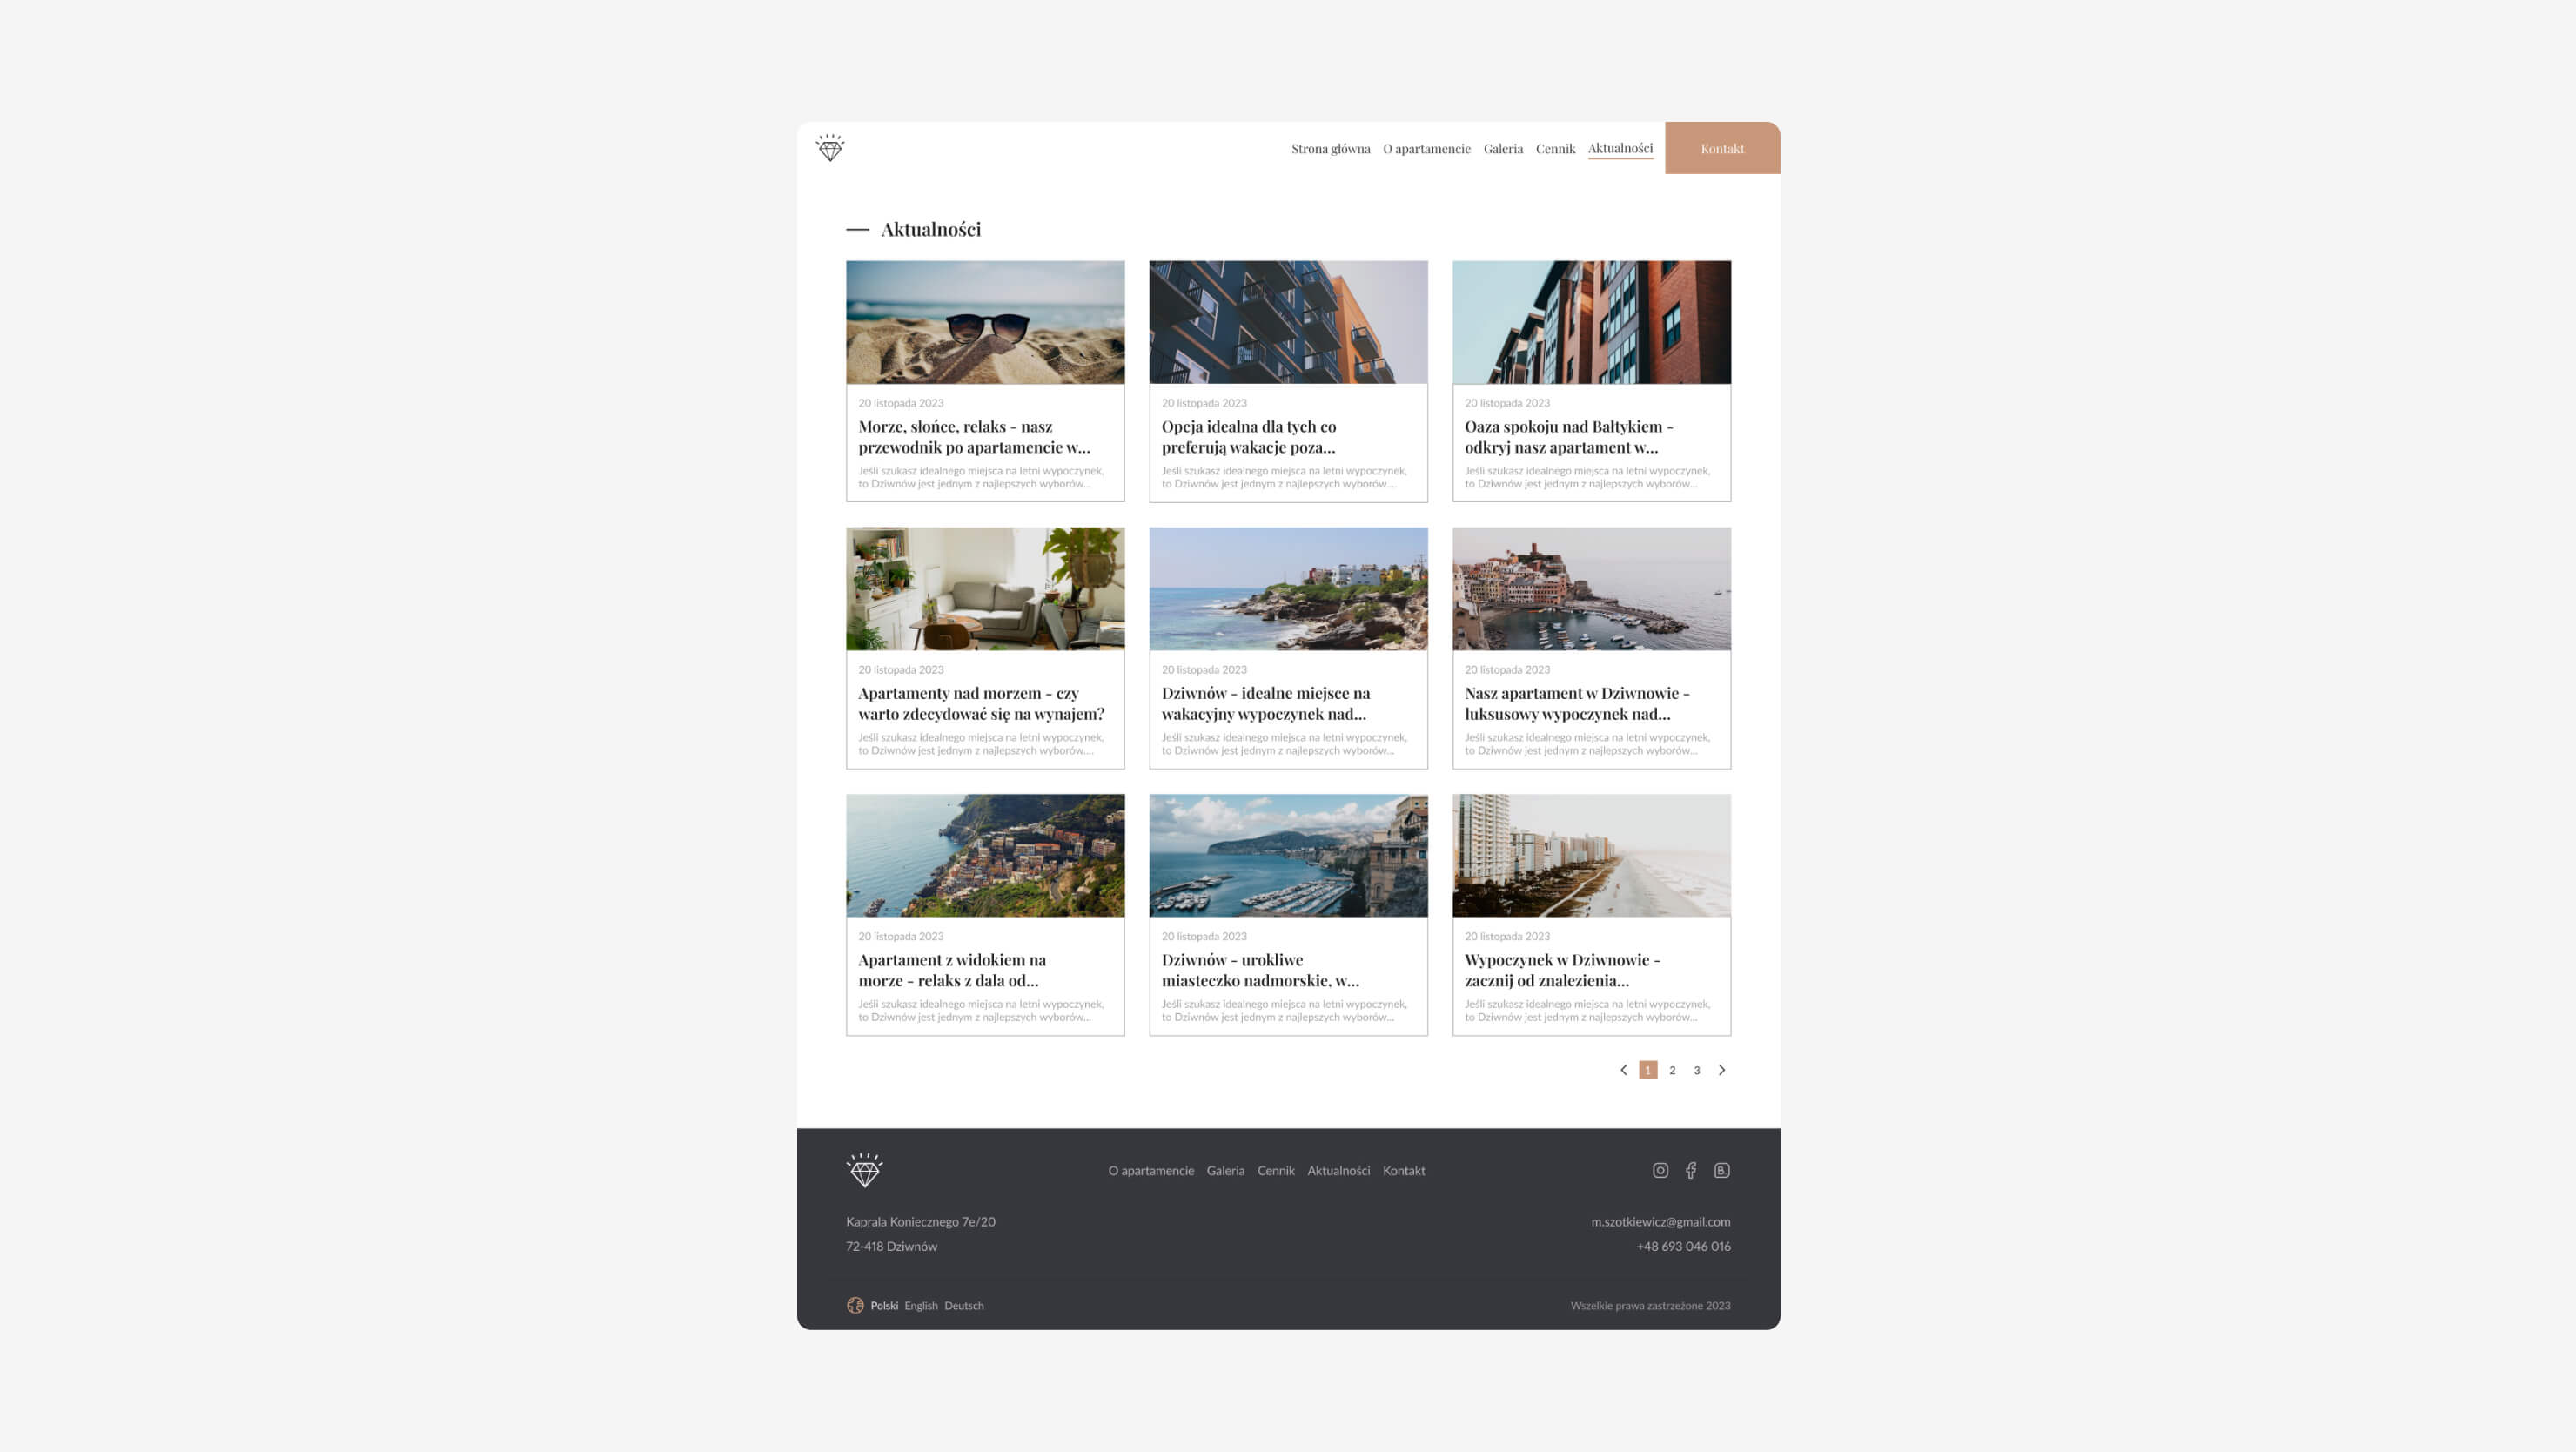 Strona główna O apartamencie Galeria Cennik Aktualności Kontakt
Aktualności
20 listopada 2023
Morze, słońce, relaks - nasz
przewodnik po apartamencie w...
Jeśli szukasz idealnego miejsca na letni wypoczynek,
to Dziwnów jest jednym z najlepszych wyborów...
20 listopada 2023
Opcja idealna dla tych co
preferują wakacje poza...
Jeśli szukasz idealnego miejsca na letni wypoczynek,
to Dziwnów jest jednym z najlepszych wyborów....
20 listopada 2023
Oaza spokoju nad Bałtykiem -
odkryj nasz apartament w...
Jeśli szukasz idealnego miejsca na letni wypoczynek,
to Dziwnów jest jednym z najlepszych wyborów...
20 listopada 2023
Apartamenty nad morzem - czy
warto zdecydować się na wynajem?
Jeśli szukasz idealnego miejsca na letni wypoczynek,
to Dziwnów jest jednym z najlepszych wyborów....
20 listopada 2023
Dziwnów - idealne miejsce na
wakacyjny wypoczynek nad...
Jeśli szukasz idealnego miejsca na letni wypoczynek,
to Dziwnów jest jednym z najlepszych wyborów...
20 listopada 2023
Nasz apartament w Dziwnowie -
luksusowy wypoczynek nad...
Jeśli szukasz idealnego miejsca na letni wypoczynek,
to Dziwnów jest jednym z najlepszych wyborów...
20 listopada 2023
Apartament z widokiem na
morze - relaks z dala od...
Jeśli szukasz idealnego miejsca na letni wypoczynek,
to Dziwnów jest jednym z najlepszych wyborów...
20 listopada 2023
Dziwnów - urokliwe
miasteczko nadmorskie, w...
Jeśli szukasz idealnego miejsca na letni wypoczynek,
to Dziwnów jest jednym z najlepszych wyborów...
20 listopada 2023
Wypoczynek w Dziwnowie -
zacznij od znalezienia...
Jeśli szukasz idealnego miejsca na letni wypoczynek,
to Dziwnów jest jednym z najlepszych wyborów...
1 2 3
O apartamencie Galeria Cennik Aktualności Kontakt
B.
Kaprala Koniecznego 7e/20
72-418 Dziwnów
m.szotkiewicz@gmail.com
+48 693 046 016
Polski English Deutsch
Wszelkie prawa zastrzeżone 2023